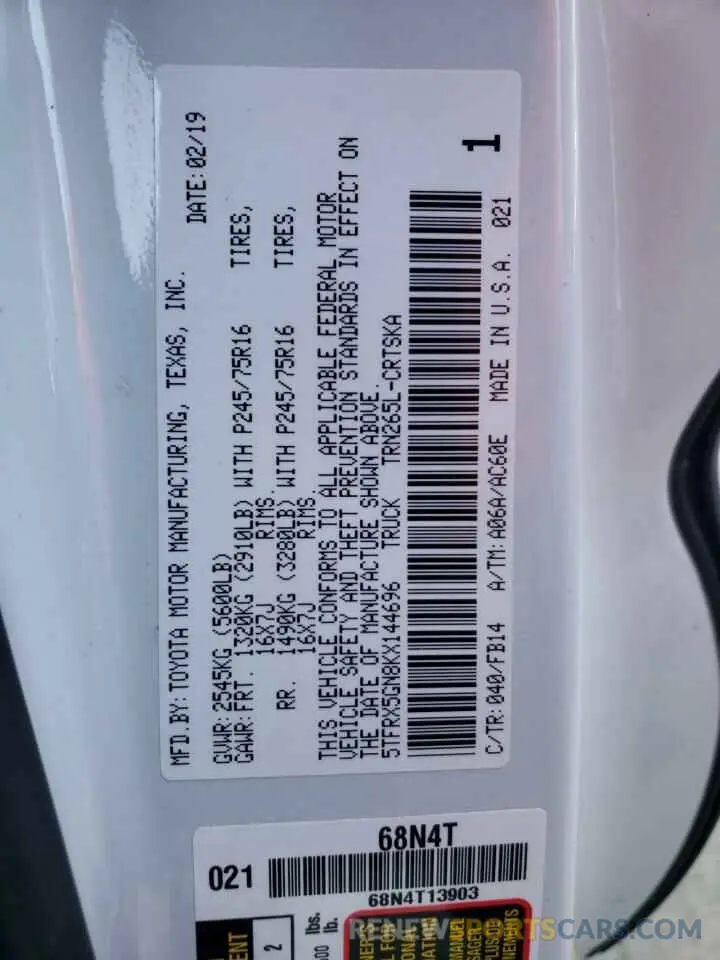 MFD.BY:TOYOTA MOTOR MANUFACTURING, TEXAS, INC.
DATE:02/19
GVWR:2545KG (5600LB)
GAWR:FRT. 1320KG (2910LB) WITH P245/75R16 TIRES,
16X7J RIMS
RR. 1490KG (3280LB) WITH P245/75R16 TIRES,
16X7J RIMS
THIS VEHICLE CONFORMS TO ALL APPLICABLE FEDERAL MOTOR
VEHICLE SAFETY AND THEFT PREVENTION STANDARDS IN EFFECT ON
THE DATE OF MANUFACTURE SHOWN ABOVE.
5TFRX5GN8KX144696 TRUCK TRN265L-CRTSKA
1
C/TR:040/FB14 A/TM:A06A/AC60E MADE IN U.S.A. 021
68N4T
021
68N4T13903
2
lbs.
lb.
MANUEL
RENEWSPORTSCARS.COM